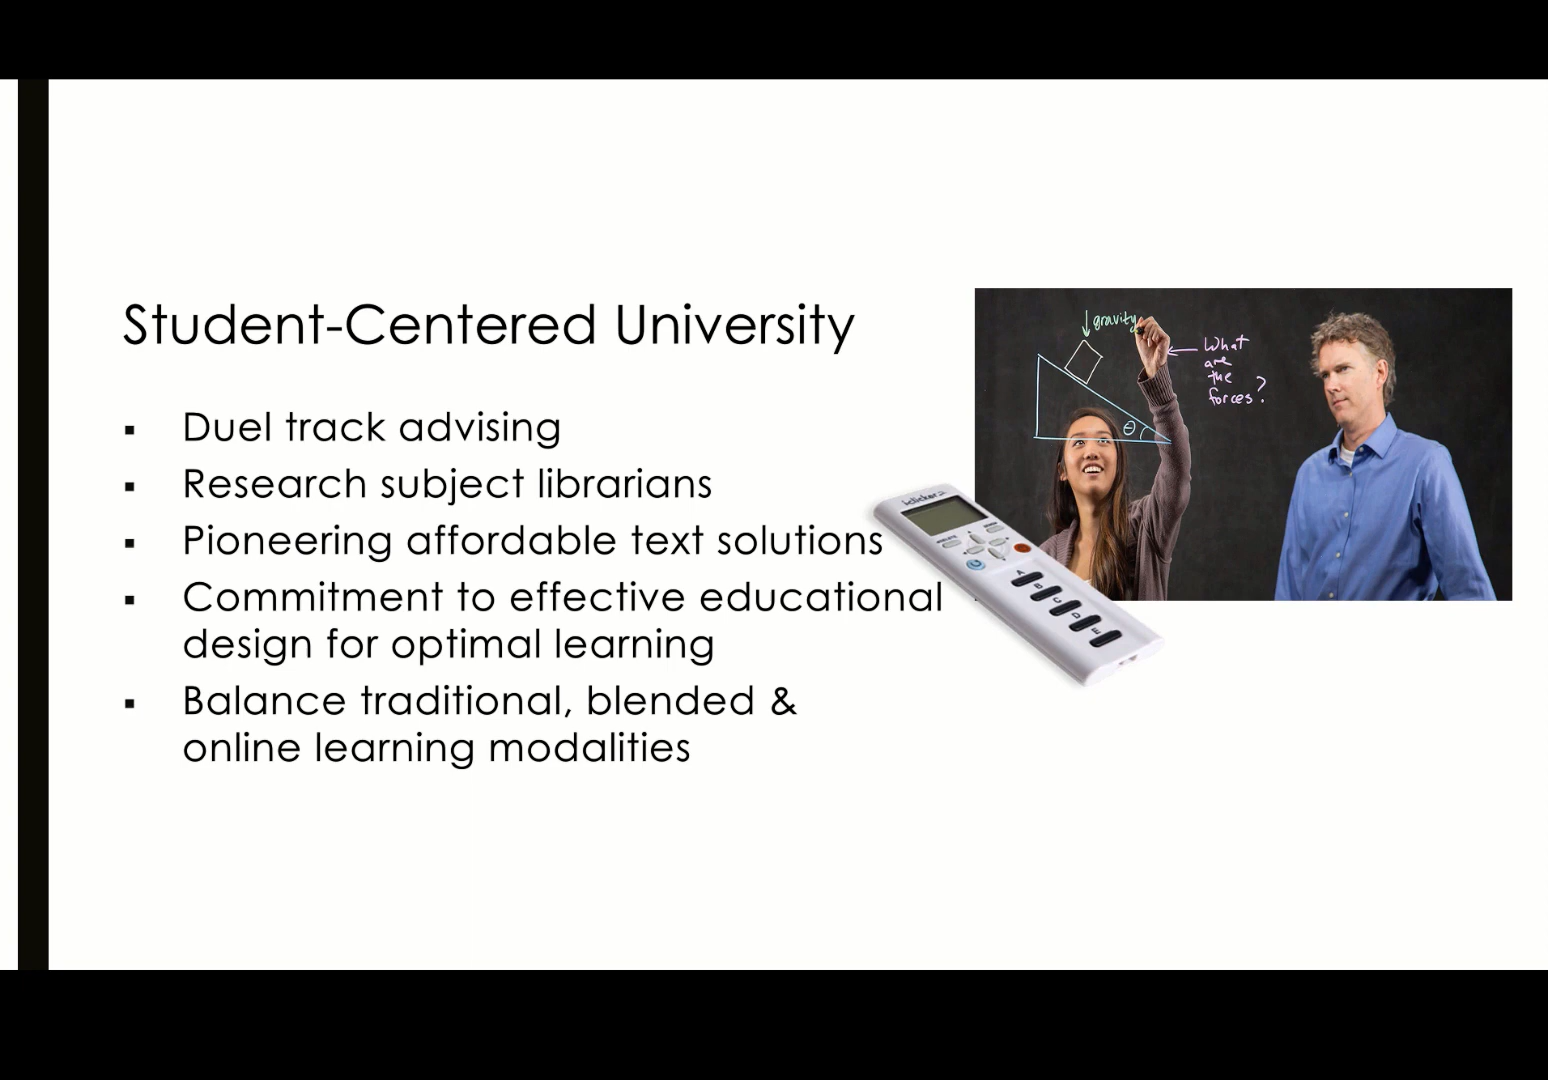 Student-Centered University
▪ Duel track advising
▪ Research subject librarians
▪ Pioneering affordable text solutions
▪ Commitment to effective educational
design for optimal learning
▪ Balance traditional, blended &
online learning modalities
gravity
What
are
the
forces?
θ
i>clicker2
A
B
C
D
E